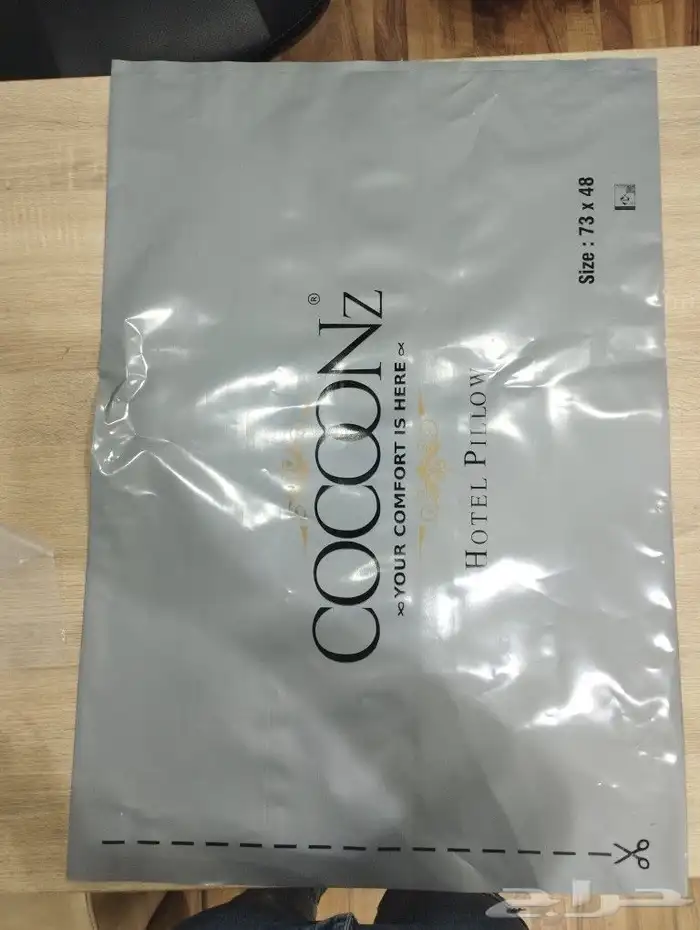 COCOONZ®
YOUR COMFORT IS HERE
HOTEL PILLOW
Size : 73 x 48
حراج